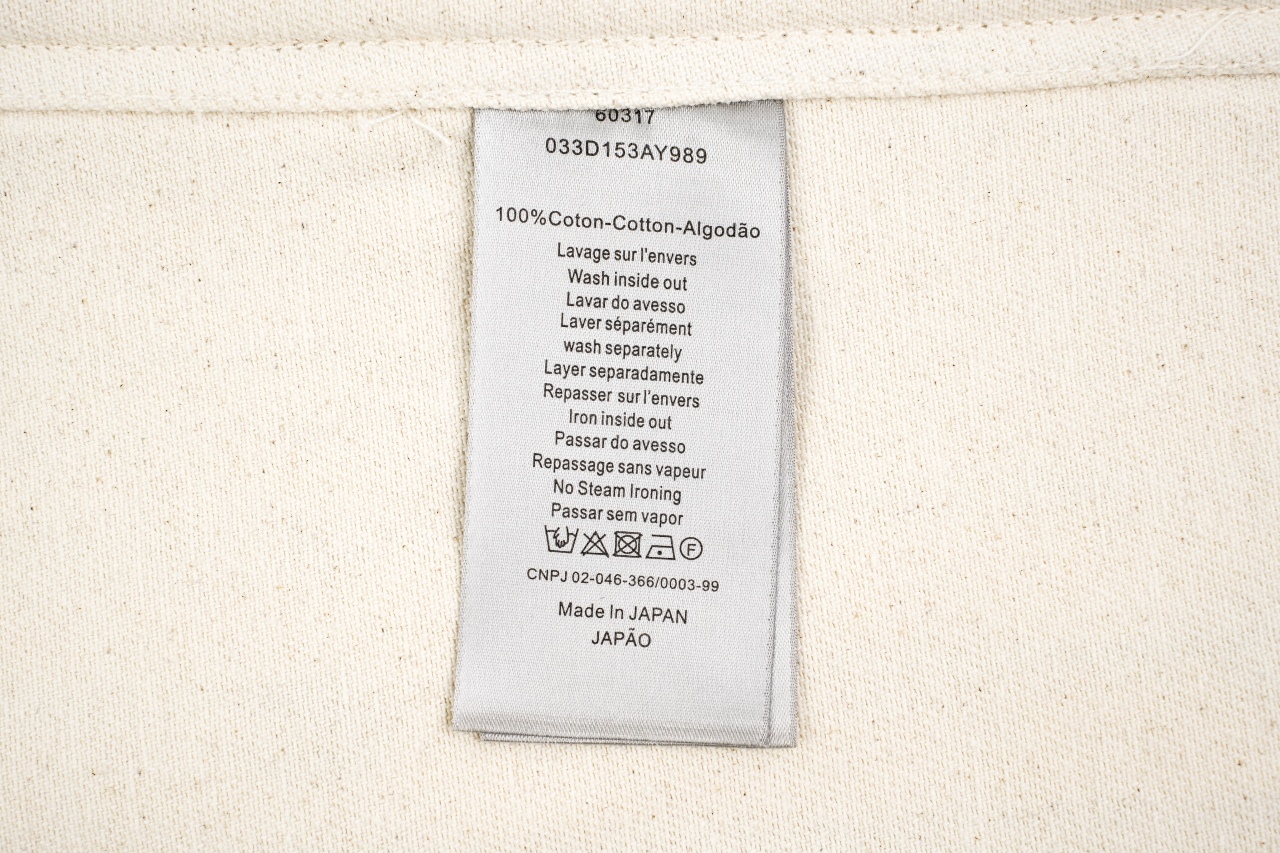 60317
033D153AY989
100%Coton-Cotton-Algodão
Lavage sur l'envers
Wash inside out
Lavar do avesso
Laver séparément
wash separately
Layer separadamente
Repasser sur l'envers
Iron inside out
Passar do avesso
Repassage sans vapeur
No Steam Ironing
Passar sem vapor
F
CNPJ 02-046-366/0003-99
Made In JAPAN
JAPÃO